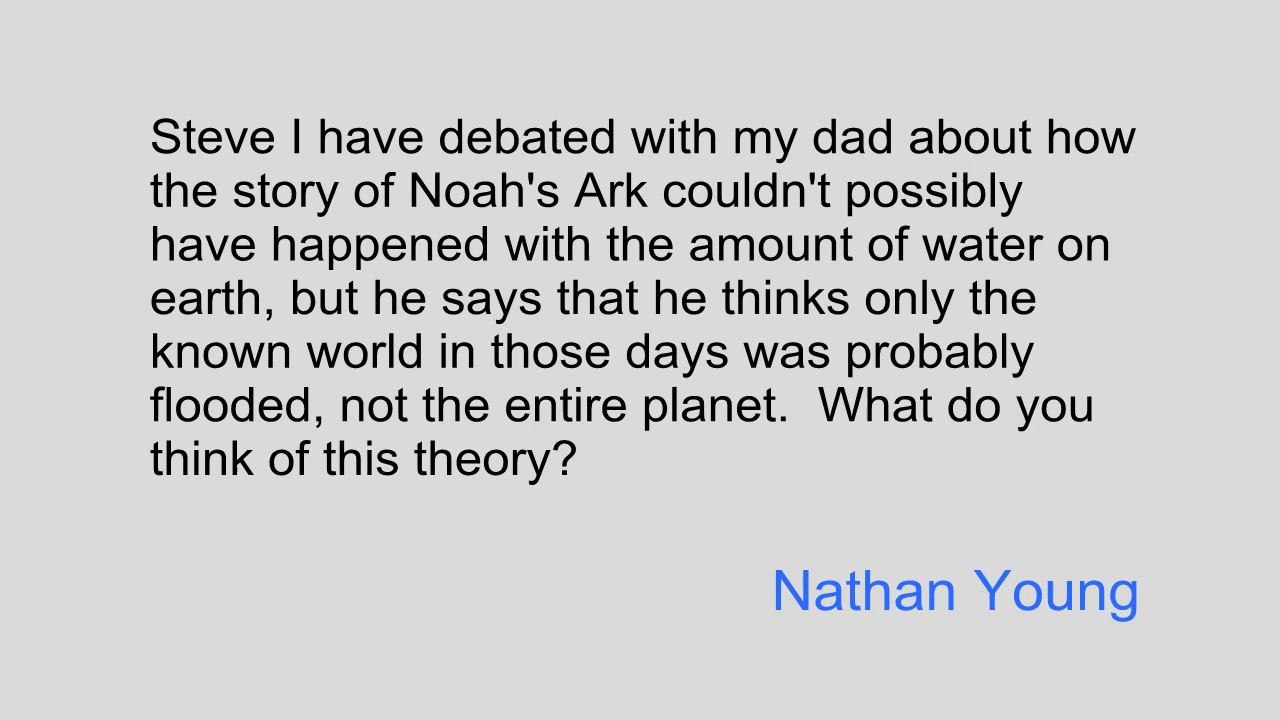 Steve I have debated with my dad about how
the story of Noah's Ark couldn't possibly
have happened with the amount of water on
earth, but he says that he thinks only the
known world in those days was probably
flooded, not the entire planet.  What do you
think of this theory?
Nathan Young